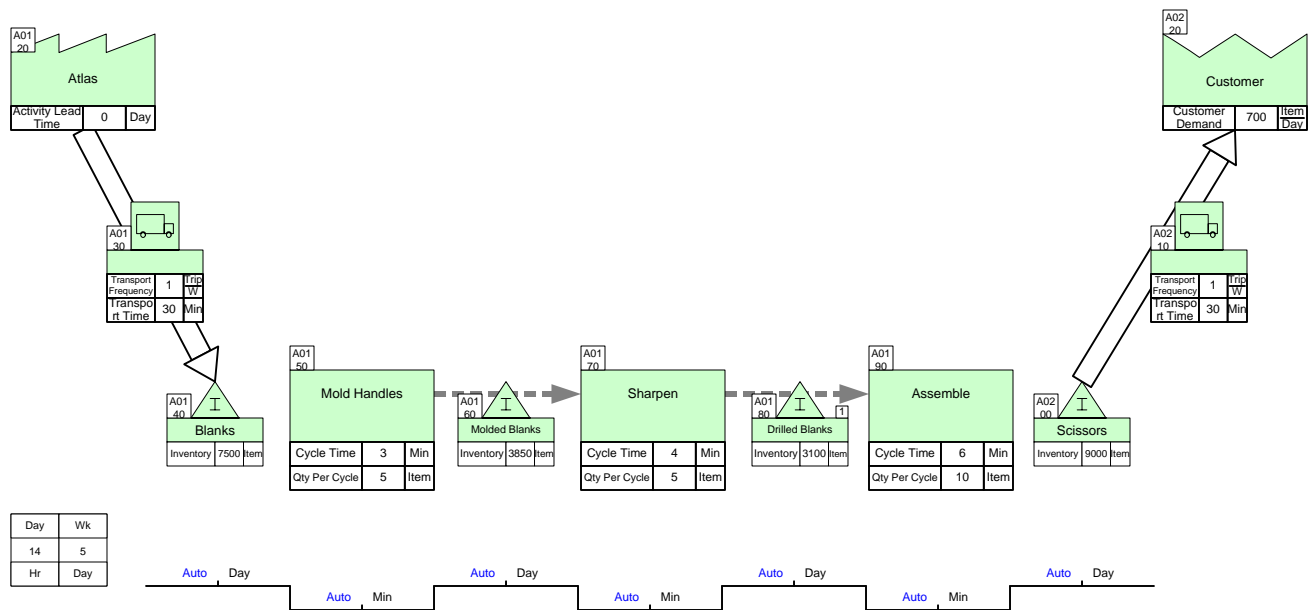 A01
20
Atlas
Activity Lead
Time
0
Day
A02
20
Customer
Customer
Demand
700
Item
Day
A01
30
Transport
Frequency
1
Trip
W
Transpo
rt Time
30
Min
A02
10
Transport
Frequency
1
Trip
W
Transpo
rt Time
30
Min
A01
40
I
Blanks
Inventory
7500
Item
A01
50
Mold Handles
Cycle Time
3
Min
Qty Per Cycle
5
Item
A01
60
I
Molded Blanks
Inventory
3850
Item
A01
70
Sharpen
Cycle Time
4
Min
Qty Per Cycle
5
Item
A01
80
I
1
Drilled Blanks
Inventory
3100
Item
A01
90
Assemble
Cycle Time
6
Min
Qty Per Cycle
10
Item
A02
00
I
Scissors
Inventory
9000
Item
Day
Wk
14
5
Hr
Day
Auto Day
Auto Min
Auto Day
Auto Min
Auto Day
Auto Min
Auto Day